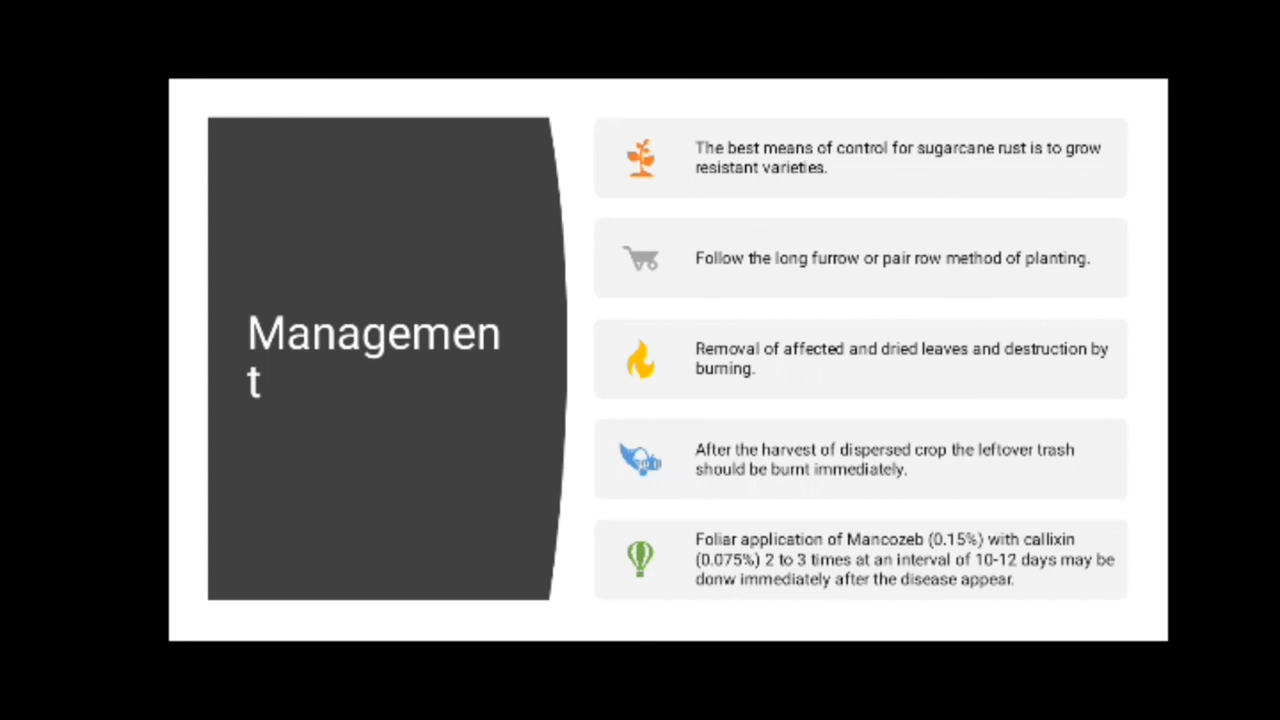 Managemen
t
The best means of control for sugarcane rust is to grow
resistant varieties.
Follow the long furrow or pair row method of planting.
Removal of affected and dried leaves and destruction by
burning.
After the harvest of dispersed crop the leftover trash
should be burnt immediately.
Foliar application of Mancozeb (0.15%) with callixin
(0.075%) 2 to 3 times at an interval of 10-12 days may be
donw immediately after the disease appear.